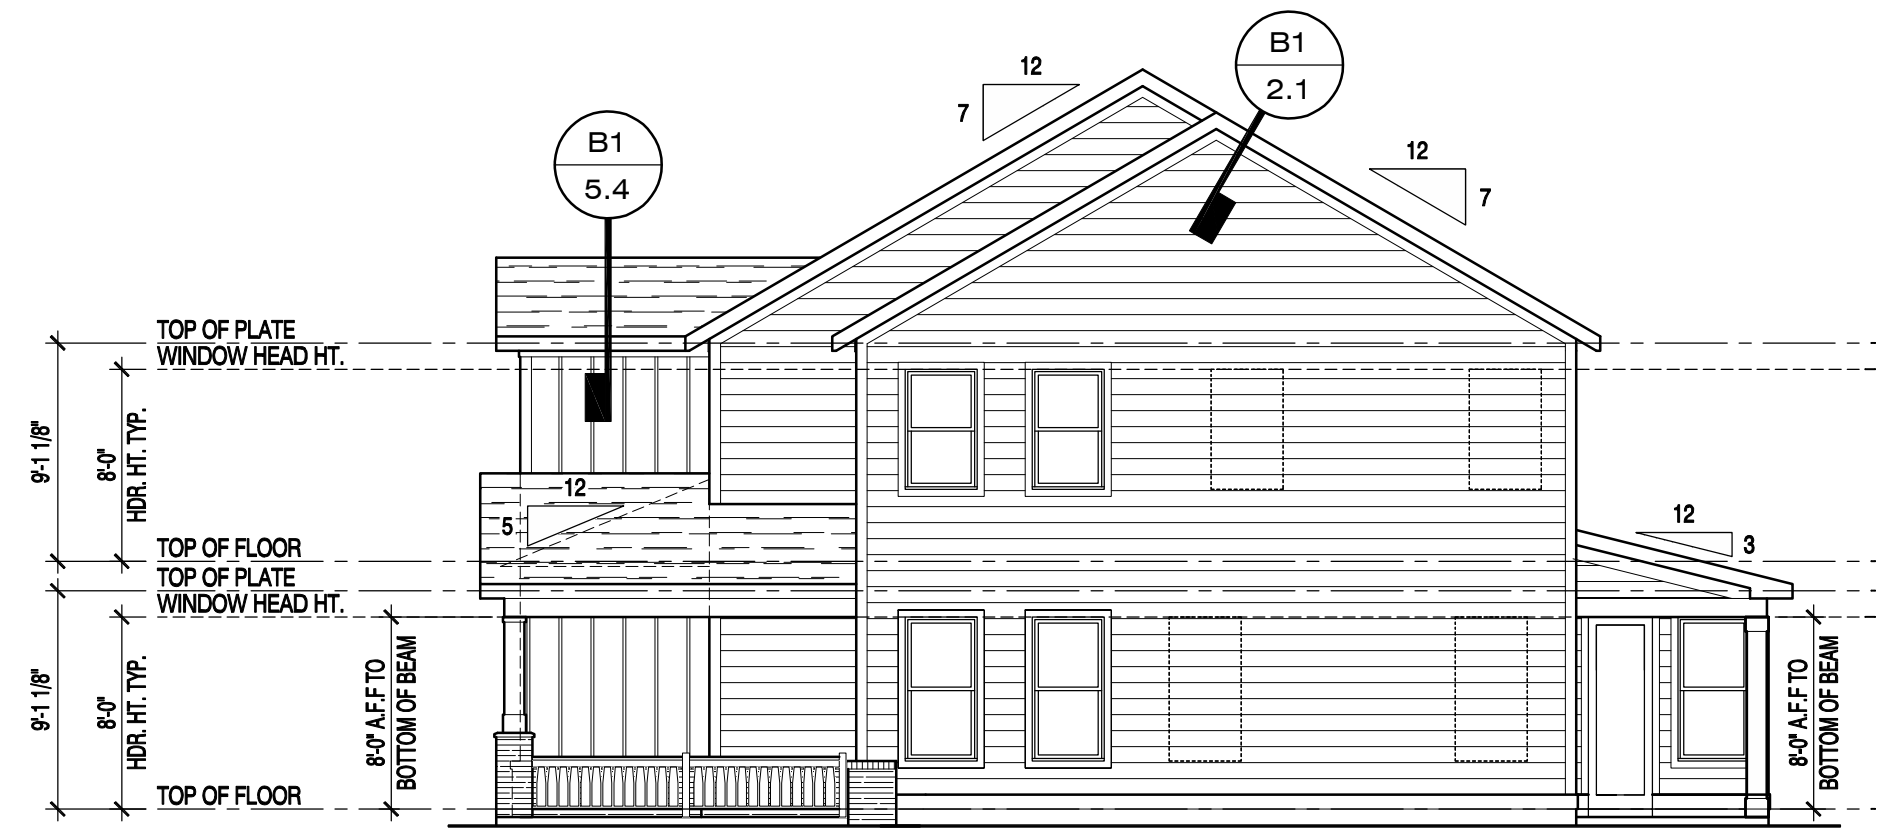 B1
2.1
12
7
B1
5.4
12
7
TOP OF PLATE
WINDOW HEAD HT.
9'-1 1/8"
8'-0"
HDR. HT. TYP.
12
5
TOP OF FLOOR
12
3
TOP OF PLATE
WINDOW HEAD HT.
9'-1 1/8"
8'-0"
HDR. HT. TYP.
8'-0" A.F.F TO
BOTTOM OF BEAM
8'-0" A.F.F TO
BOTTOM OF BEAM
TOP OF FLOOR